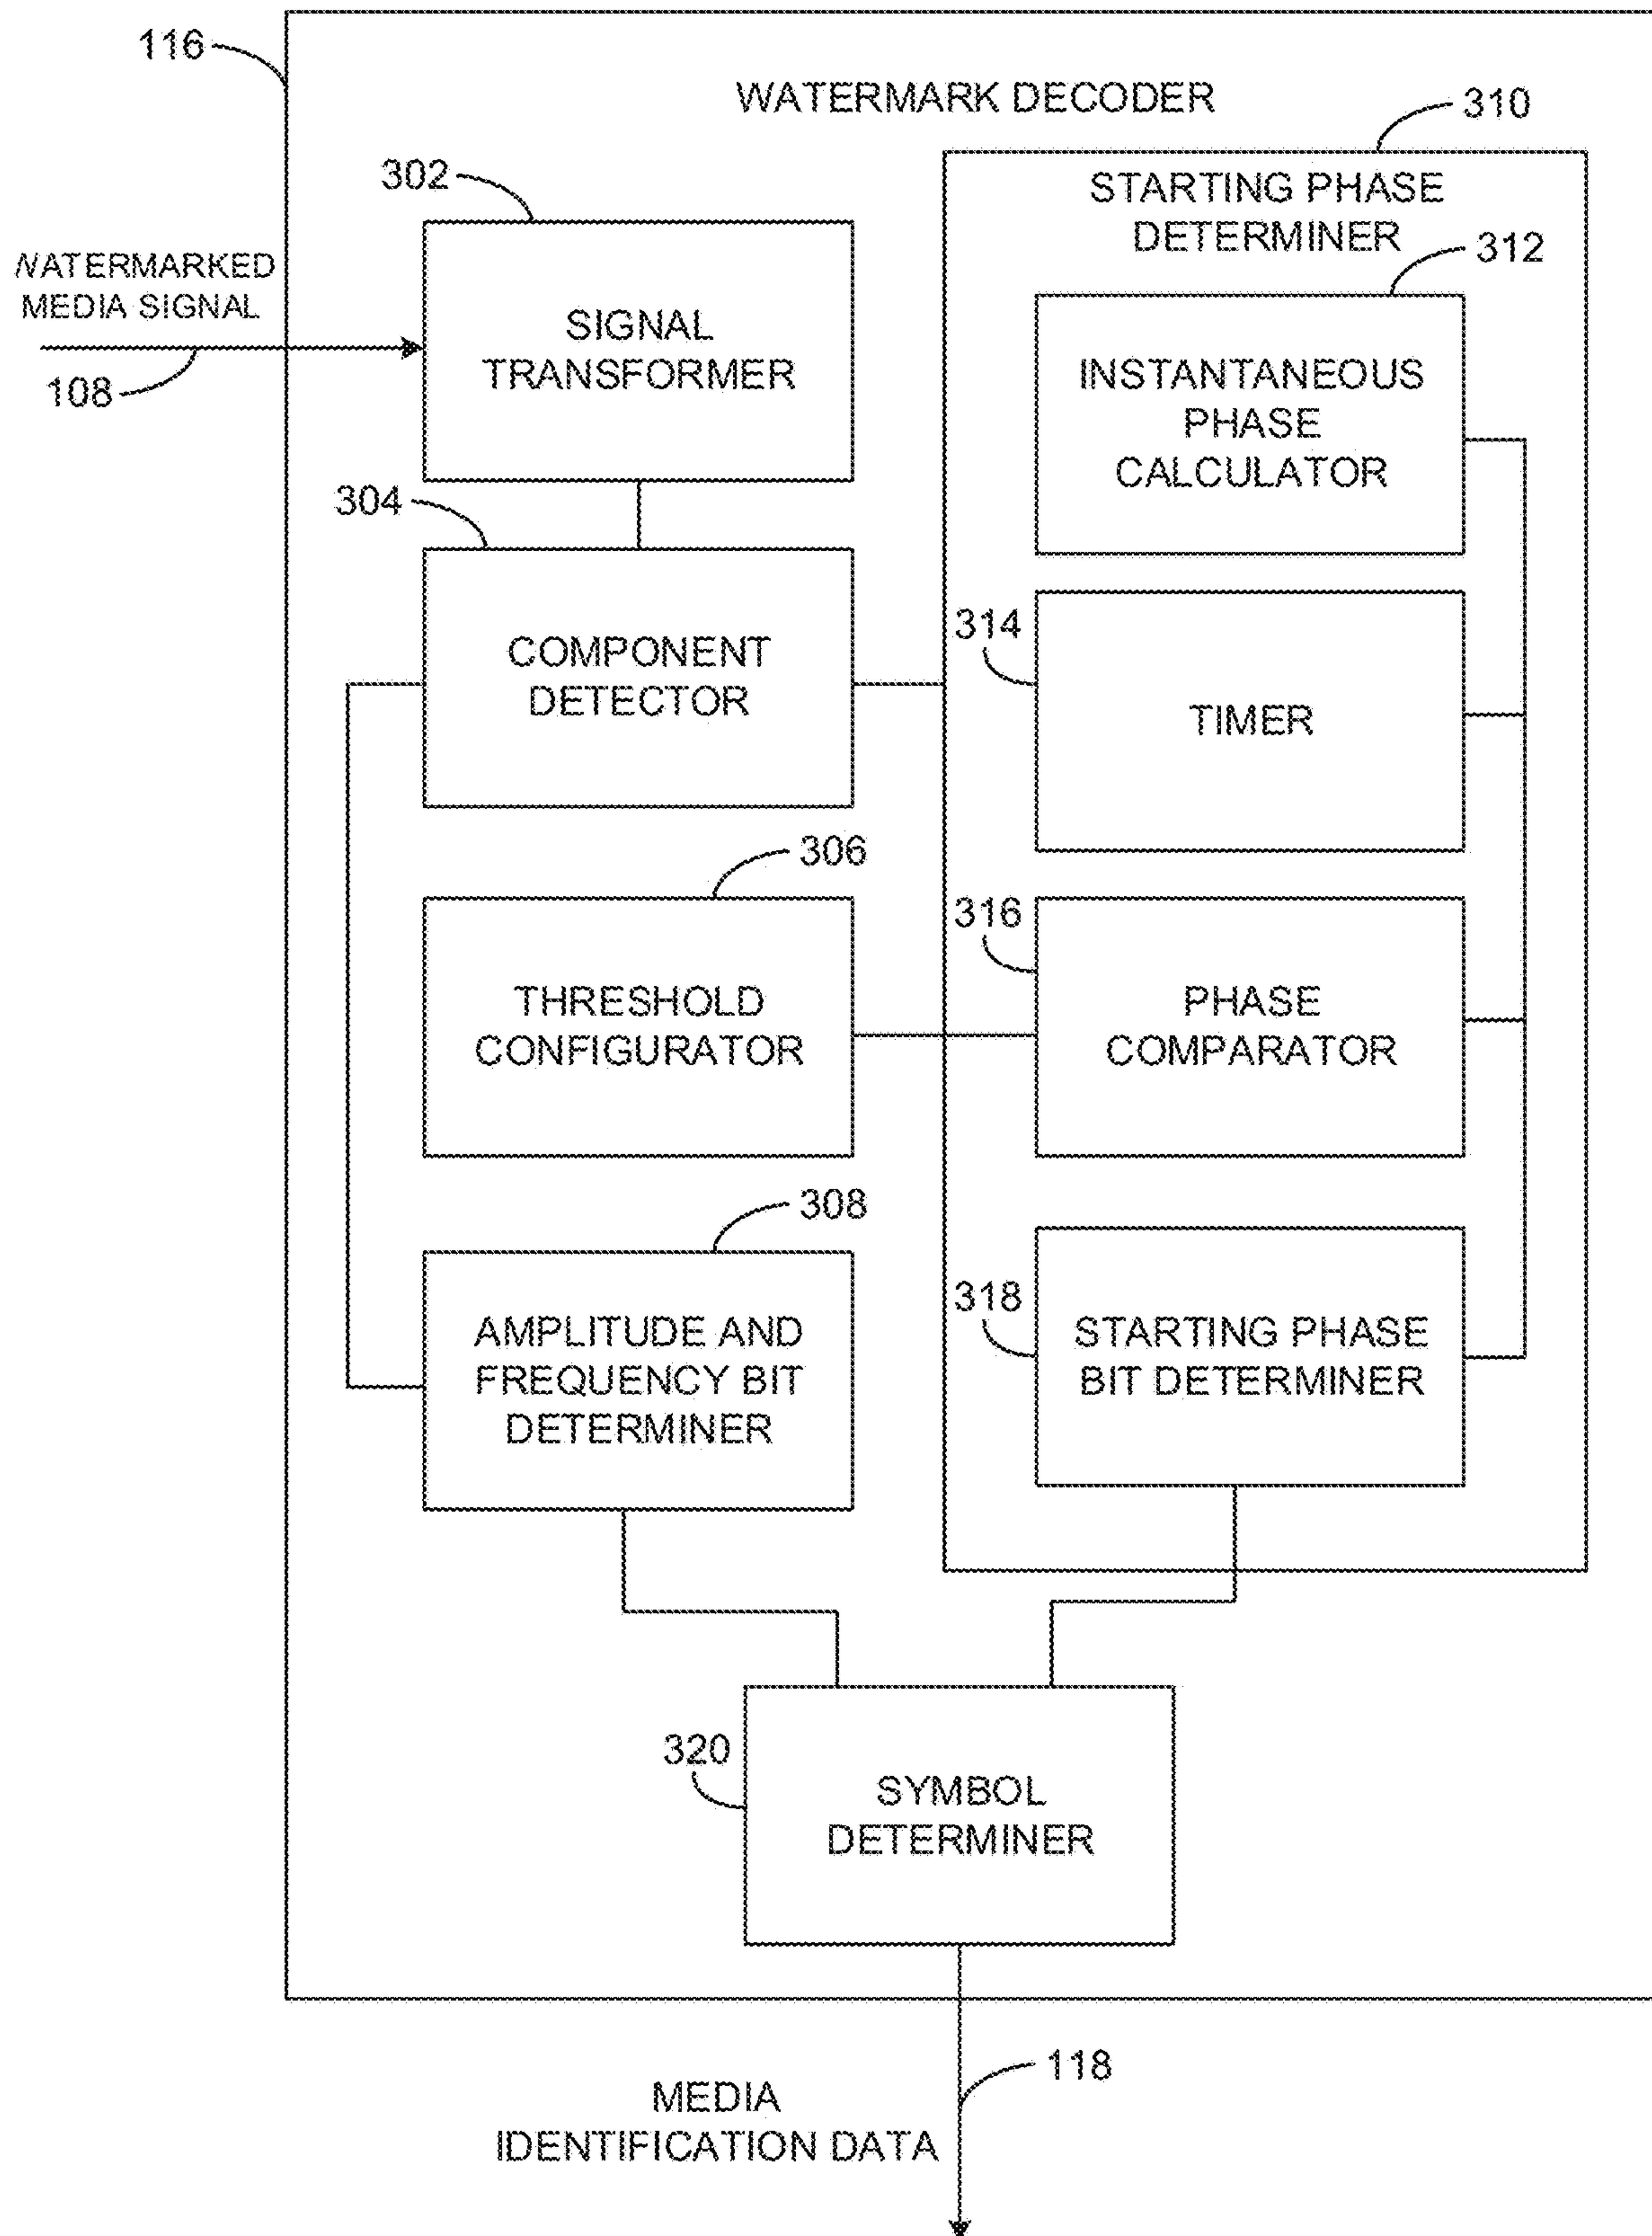 116
WATERMARK DECODER
310
302
STARTING PHASE
DETERMINER
312
WATERMARKED
MEDIA SIGNAL
108
SIGNAL
TRANSFORMER
INSTANTANEOUS
PHASE
CALCULATOR
304
COMPONENT
DETECTOR
314
TIMER
306
THRESHOLD
CONFIGURATOR
316
PHASE
COMPARATOR
308
AMPLITUDE AND
FREQUENCY BIT
DETERMINER
318
STARTING PHASE
BIT DETERMINER
320
SYMBOL
DETERMINER
118
MEDIA
IDENTIFICATION DATA